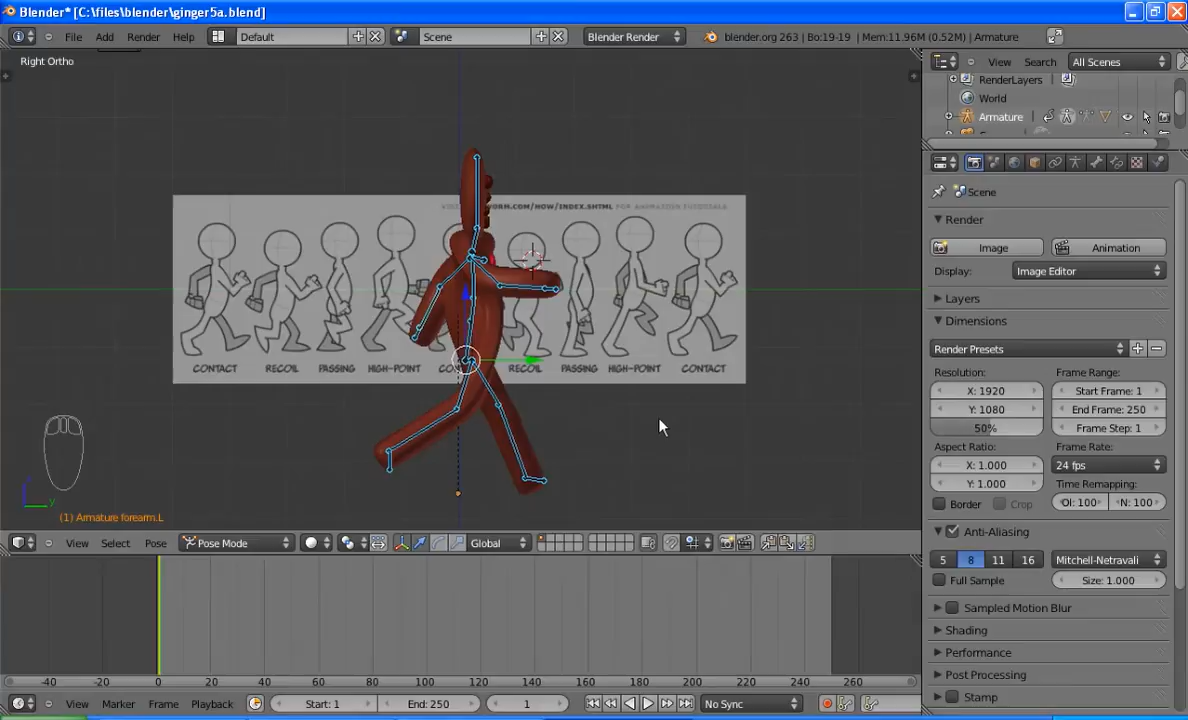 Blender* [C:\files\blender\ginger5a.blend]
File Add Render Help Default Scene Blender Render blender.org 263 | Bo:19-19 | Mem:11.96M (0.52M) | Armature
Right Ortho
View Search All Scenes
RenderLayers
World
Armature
Scene
Render
Image Animation
Display: Image Editor
Layers
Dimensions
Render Presets
Resolution: Frame Range:
X: 1920 Start Frame: 1
Y: 1080 End Frame: 250
50% Frame Step: 1
Aspect Ratio: Frame Rate:
X: 1.000 24 fps
Y: 1.000 Time Remapping:
Border Crop Ol: 100 N: 100
Anti-Aliasing
5 8 11 16 Mitchell-Netravali
Full Sample Size: 1.000
Sampled Motion Blur
Shading
Performance
Post Processing
Stamp
/HOW/INDEX.SHTML FOR ANIMATION TUTORIALS
CONTACT RECOIL PASSING HIGH-POINT RECOIL PASSING HIGH-POINT CONTACT
z
y
(1) Armature forearm.L
View Select Pose Pose Mode Global
-40 -20 0 20 40 60 80 100 120 140 160 180 200 220 240 260
View Marker Frame Playback Start: 1 End: 250 1 No Sync